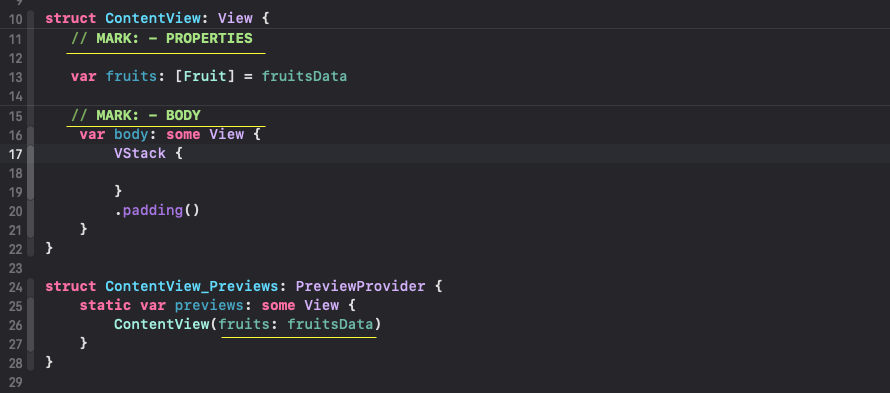 9
10 struct ContentView: View {
11 // MARK: - PROPERTIES
12
13 var fruits: [Fruit] = fruitsData
14
15 // MARK: - BODY
16 var body: some View {
17 VStack {
18
19 }
20 .padding()
21 }
22 }
23
24 struct ContentView_Previews: PreviewProvider {
25 static var previews: some View {
26 ContentView(fruits: fruitsData)
27 }
28 }
29